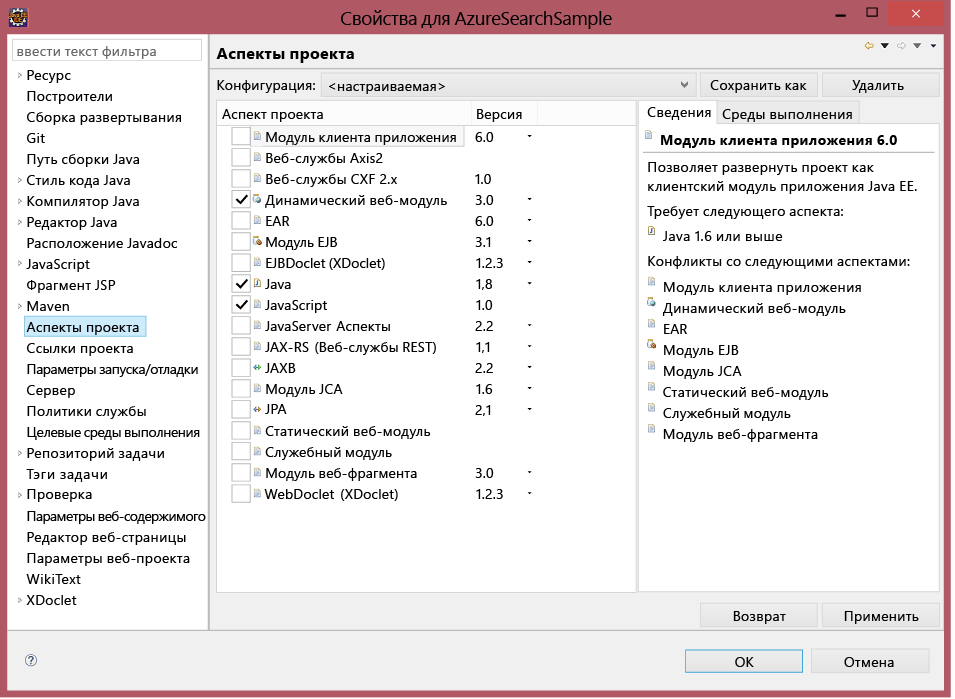 Свойства для AzureSearchSample
ввести текст фильтра
Ресурс
Построители
Сборка развертывания
Git
Путь сборки Java
Стиль кода Java
Компилятор Java
Редактор Java
Расположение Javadoc
JavaScript
Фрагмент JSP
Maven
Аспекты проекта
Ссылки проекта
Параметры запуска/отладки
Сервер
Политики службы
Целевые среды выполнения
Репозиторий задачи
Тэги задачи
Проверка
Параметры веб-содержимого
Редактор веб-страницы
Параметры веб-проекта
WikiText
XDoclet
Аспекты проекта
Конфигурация: <настраиваемая> Сохранить как Удалить
Аспект проекта Версия
Модуль клиента приложения 6.0
Веб-службы Axis2
Веб-службы CXF 2.x 1.0
Динамический веб-модуль 3.0
EAR 6.0
Модуль EJB 3.1
EJBDoclet (XDoclet) 1.2.3
Java 1,8
JavaScript 1.0
JavaServer Аспекты 2.2
JAX-RS (Веб-службы REST) 1,1
JAXB 2.2
Модуль JCA 1.6
JPA 2,1
Статический веб-модуль
Служебный модуль
Модуль веб-фрагмента 3.0
WebDoclet (XDoclet) 1.2.3
Сведения Среды выполнения
Модуль клиента приложения 6.0
Позволяет развернуть проект как
клиентский модуль приложения Java EE.
Требует следующего аспекта:
Java 1.6 или выше
Конфликты со следующими аспектами:
Модуль клиента приложения
Динамический веб-модуль
EAR
Модуль EJB
Модуль JCA
Статический веб-модуль
Служебный модуль
Модуль веб-фрагмента
Возврат Применить
ОК Отмена